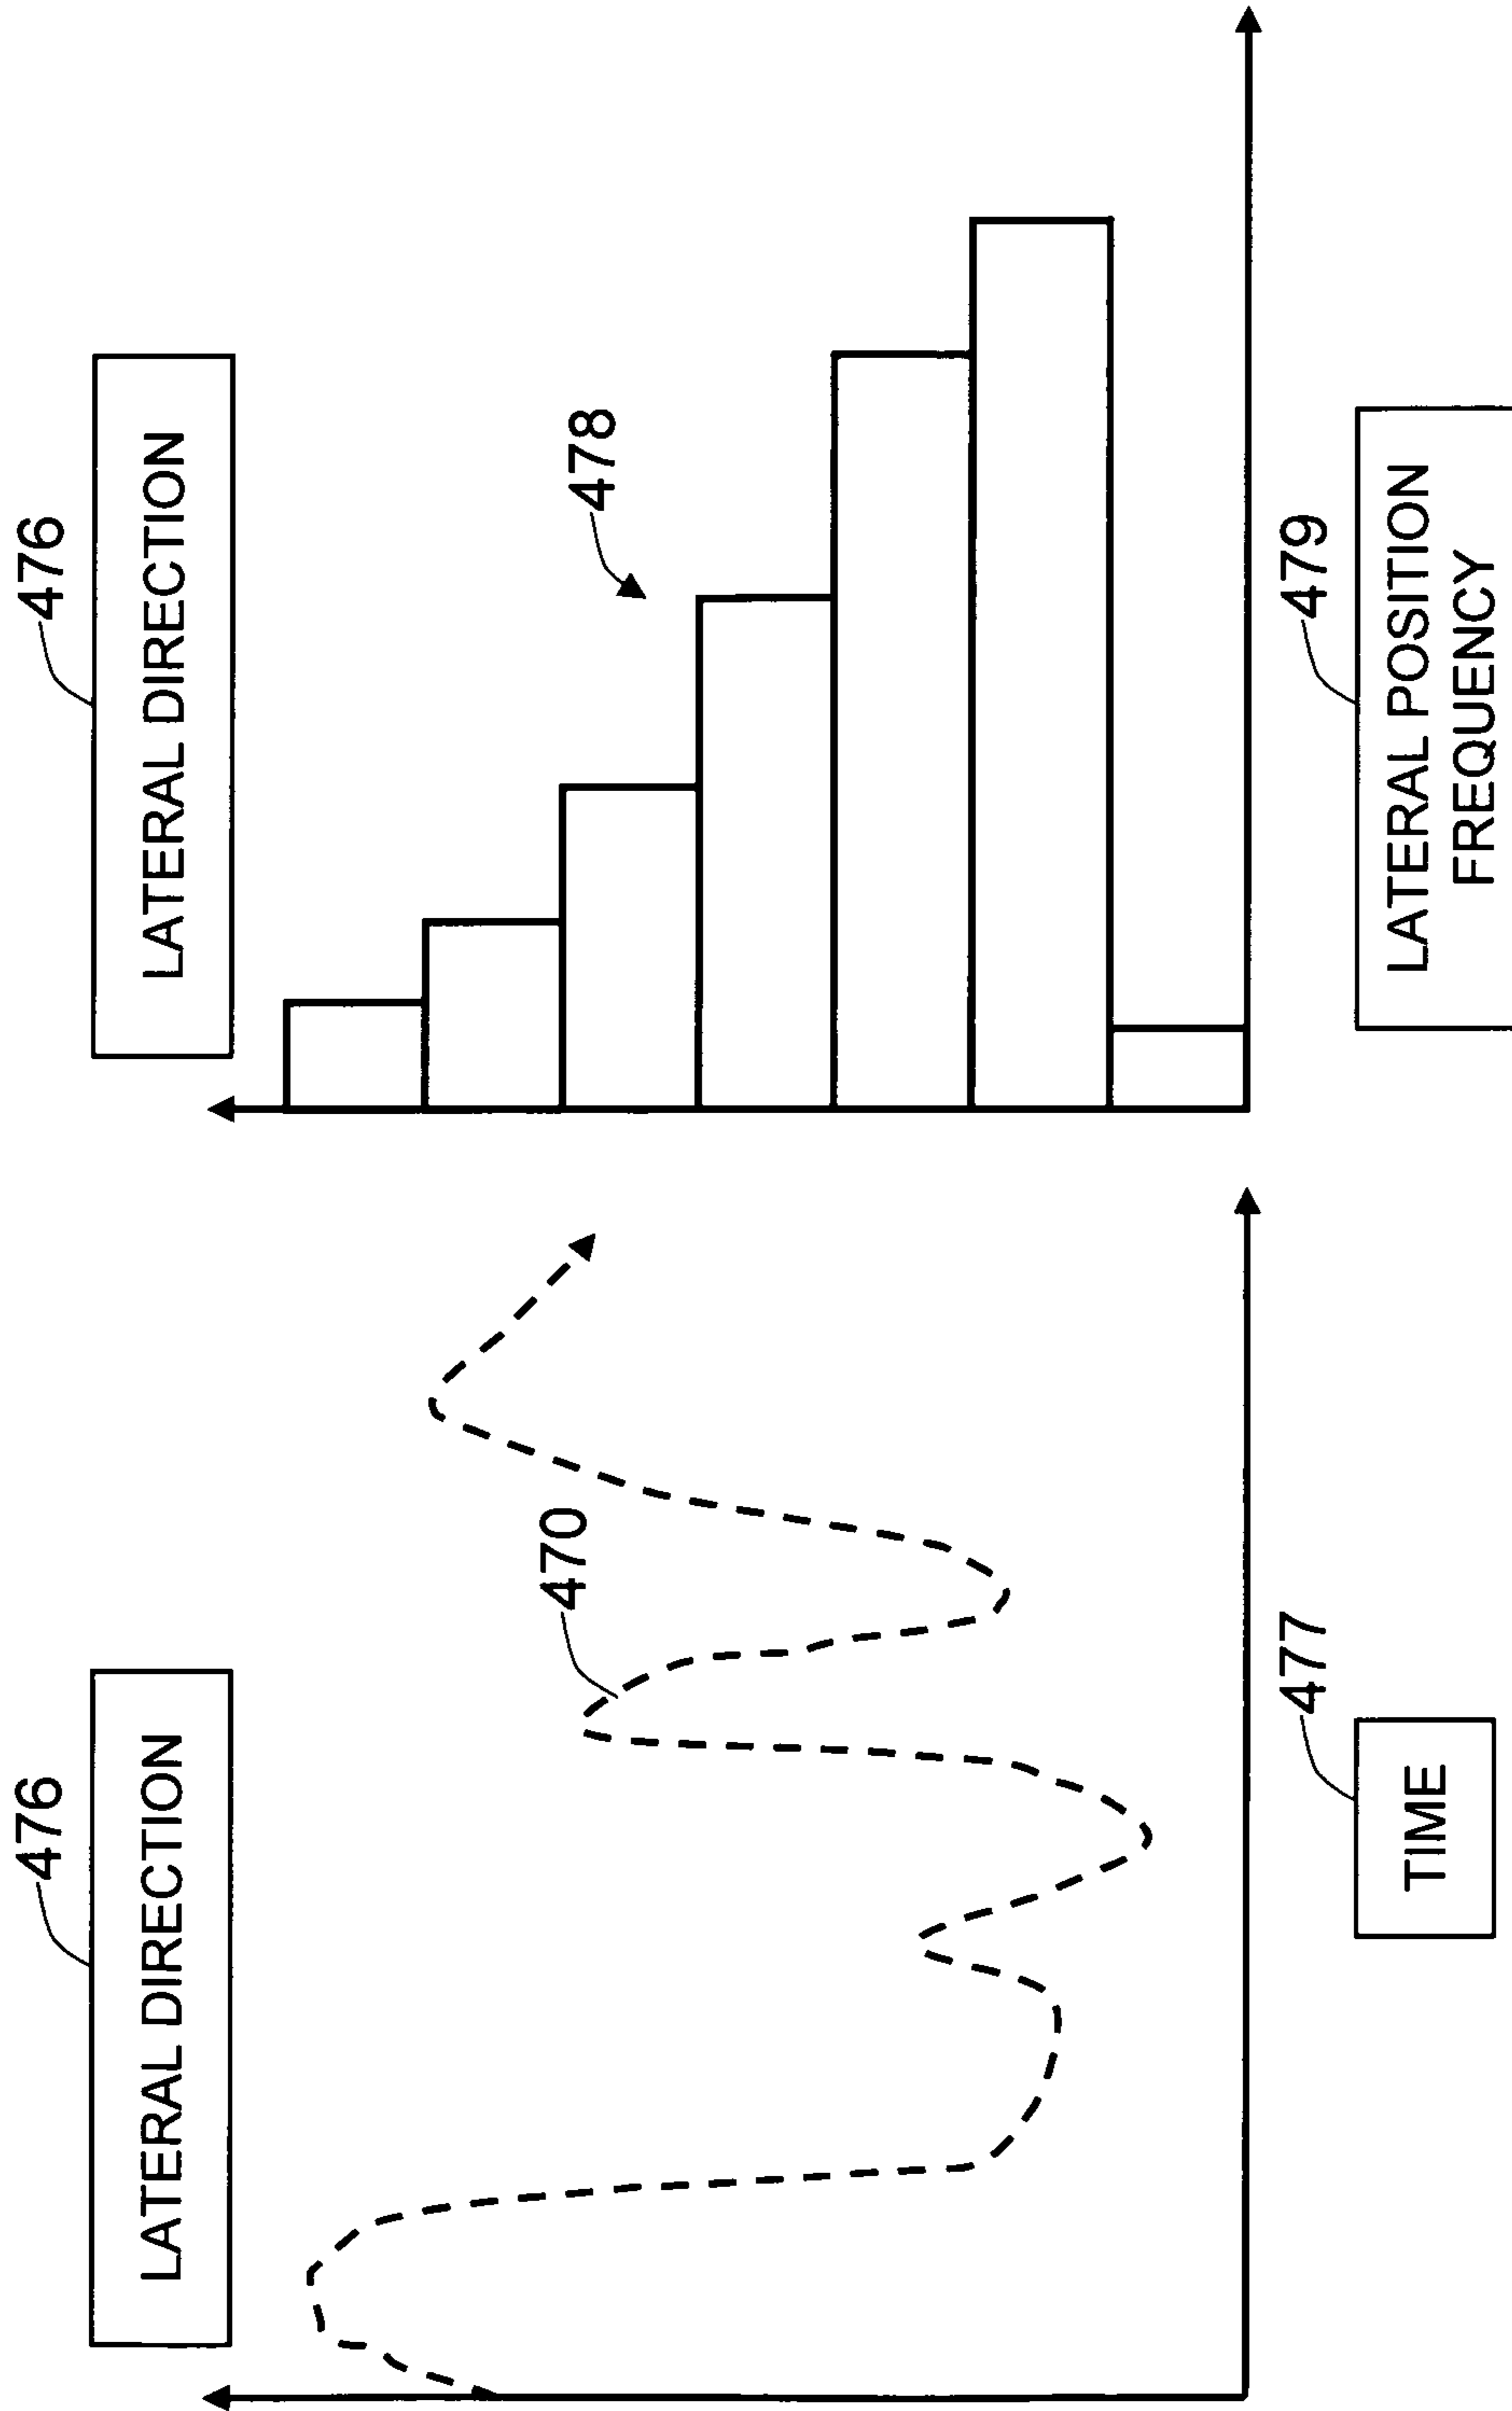 476
LATERAL DIRECTION
470
477
TIME
476
LATERAL DIRECTION
478
479
LATERAL POSITION
FREQUENCY